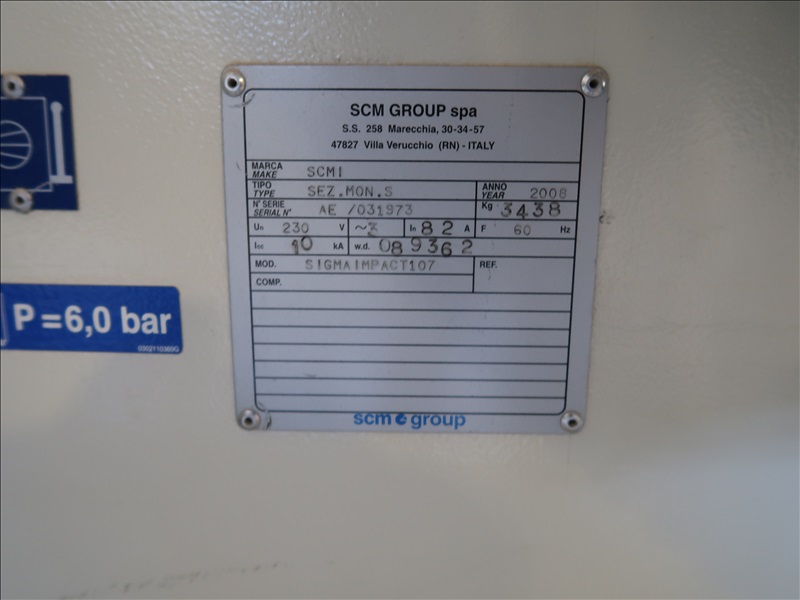 SCM GROUP spa
S.S. 258 Marecchia, 30-34-57
47827 Villa Verucchio (RN) - ITALY
MARCA MAKE SCMI
TIPO TYPE SEZ.MON.S ANNO YEAR 2008
N° SERIE SERIAL N° AE /031973 Kg 3438
Un 230 V ~3 In 82 A F 60 Hz
Icc 10 kA w.d. 089362
MOD. SIGMAIMPACT107 REF.
COMP.
scm group
P=6,0 bar